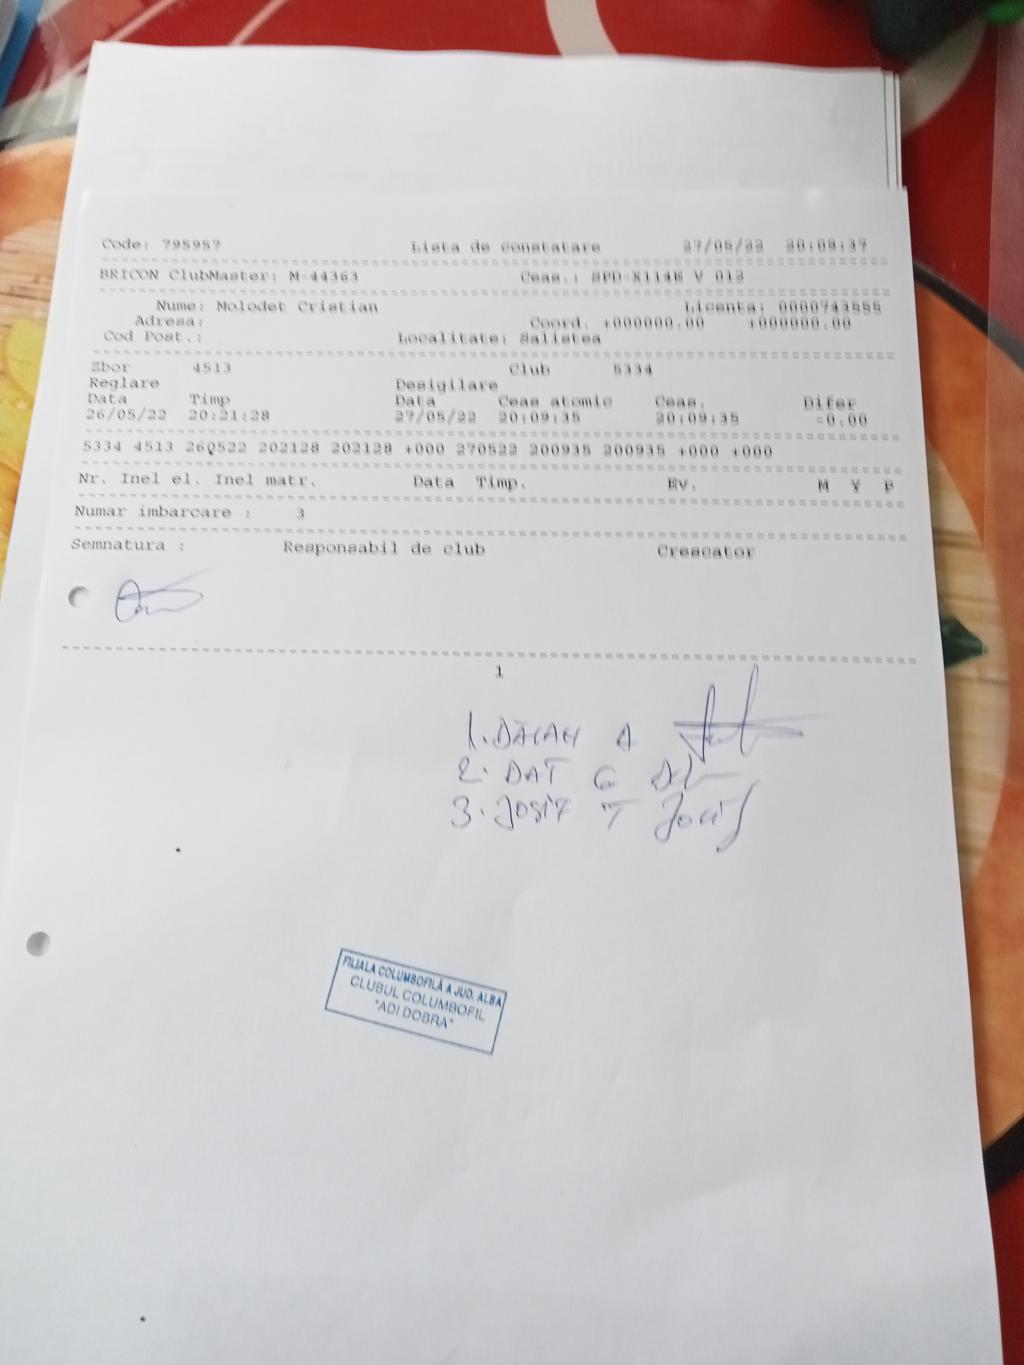 Code: 795957 Lista de constatare 27/05/22 20:09:37
BRICON ClubMaster: M-44363 Ceas.: SPD-X114E V 012
Nume: Molodet Cristian Licenta: 0000743555
Adresa: Coord. +000000.00 +000000.00
Cod Post.: Localitate: Salistea
Zbor 4513 Club 5334
Reglare Desigilare
Data Timp Data Ceas atomic Ceas. Difer
26/05/22 20:21:28 27/05/22 20:09:35 20:09:35 =0.00
5334 4513 260522 202128 202128 +000 270522 200935 200935 +000 +000
Nr. Inel el. Inel matr. Data Timp. Ev. M Y P
Numar imbarcare : 3
Semnatura : Responsabil de club Crescator
1
1. A
2. DAT G
3. JOSIF T
FILIALA COLUMBOFILĂ A JUD. ALBA
CLUBUL COLUMBOFIL
"ADI DOBRA"